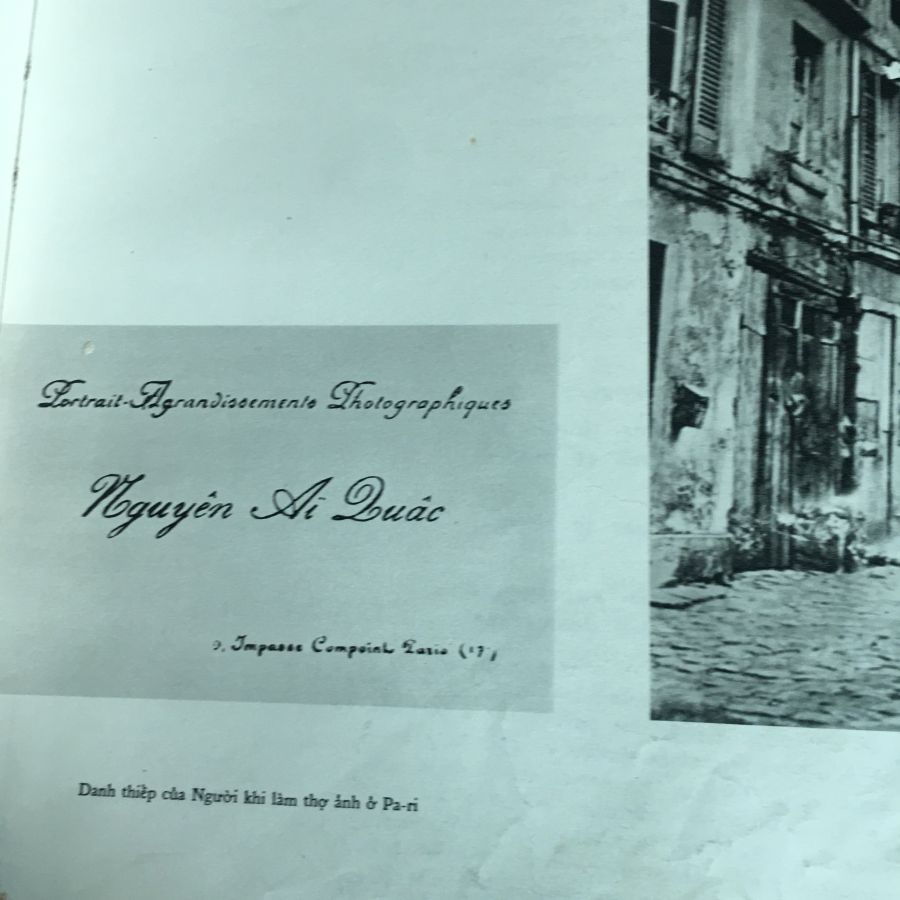 Portrait-Agrandissements Photographiques
Nguyên Ai Quâc
9, Impasse Compoint Paris (17)
Danh thiếp của Người khi làm thợ ảnh ở Pa-ri